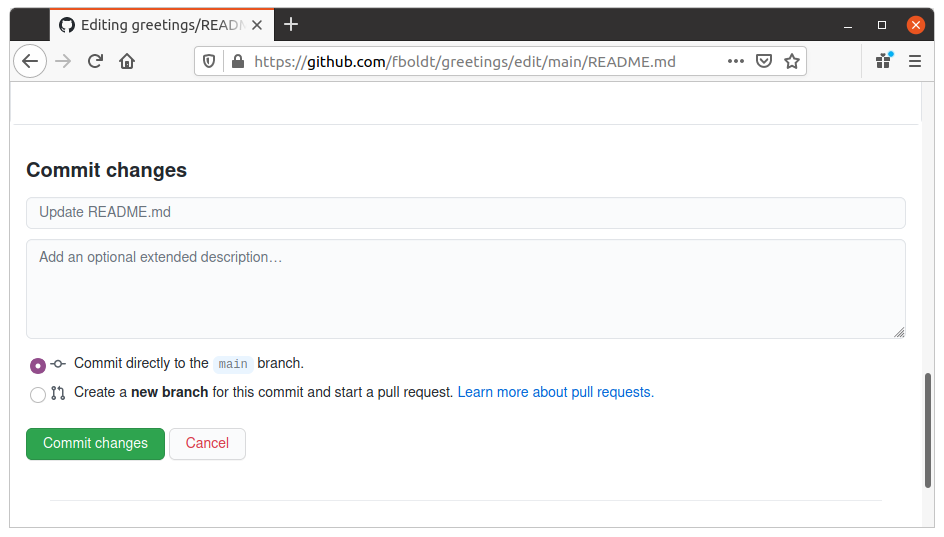 Editing greetings/READM
https://github.com/fboldt/greetings/edit/main/README.md
Commit changes
Update README.md
Add an optional extended description…
Commit directly to the main branch.
Create a new branch for this commit and start a pull request. Learn more about pull requests.
Commit changes Cancel